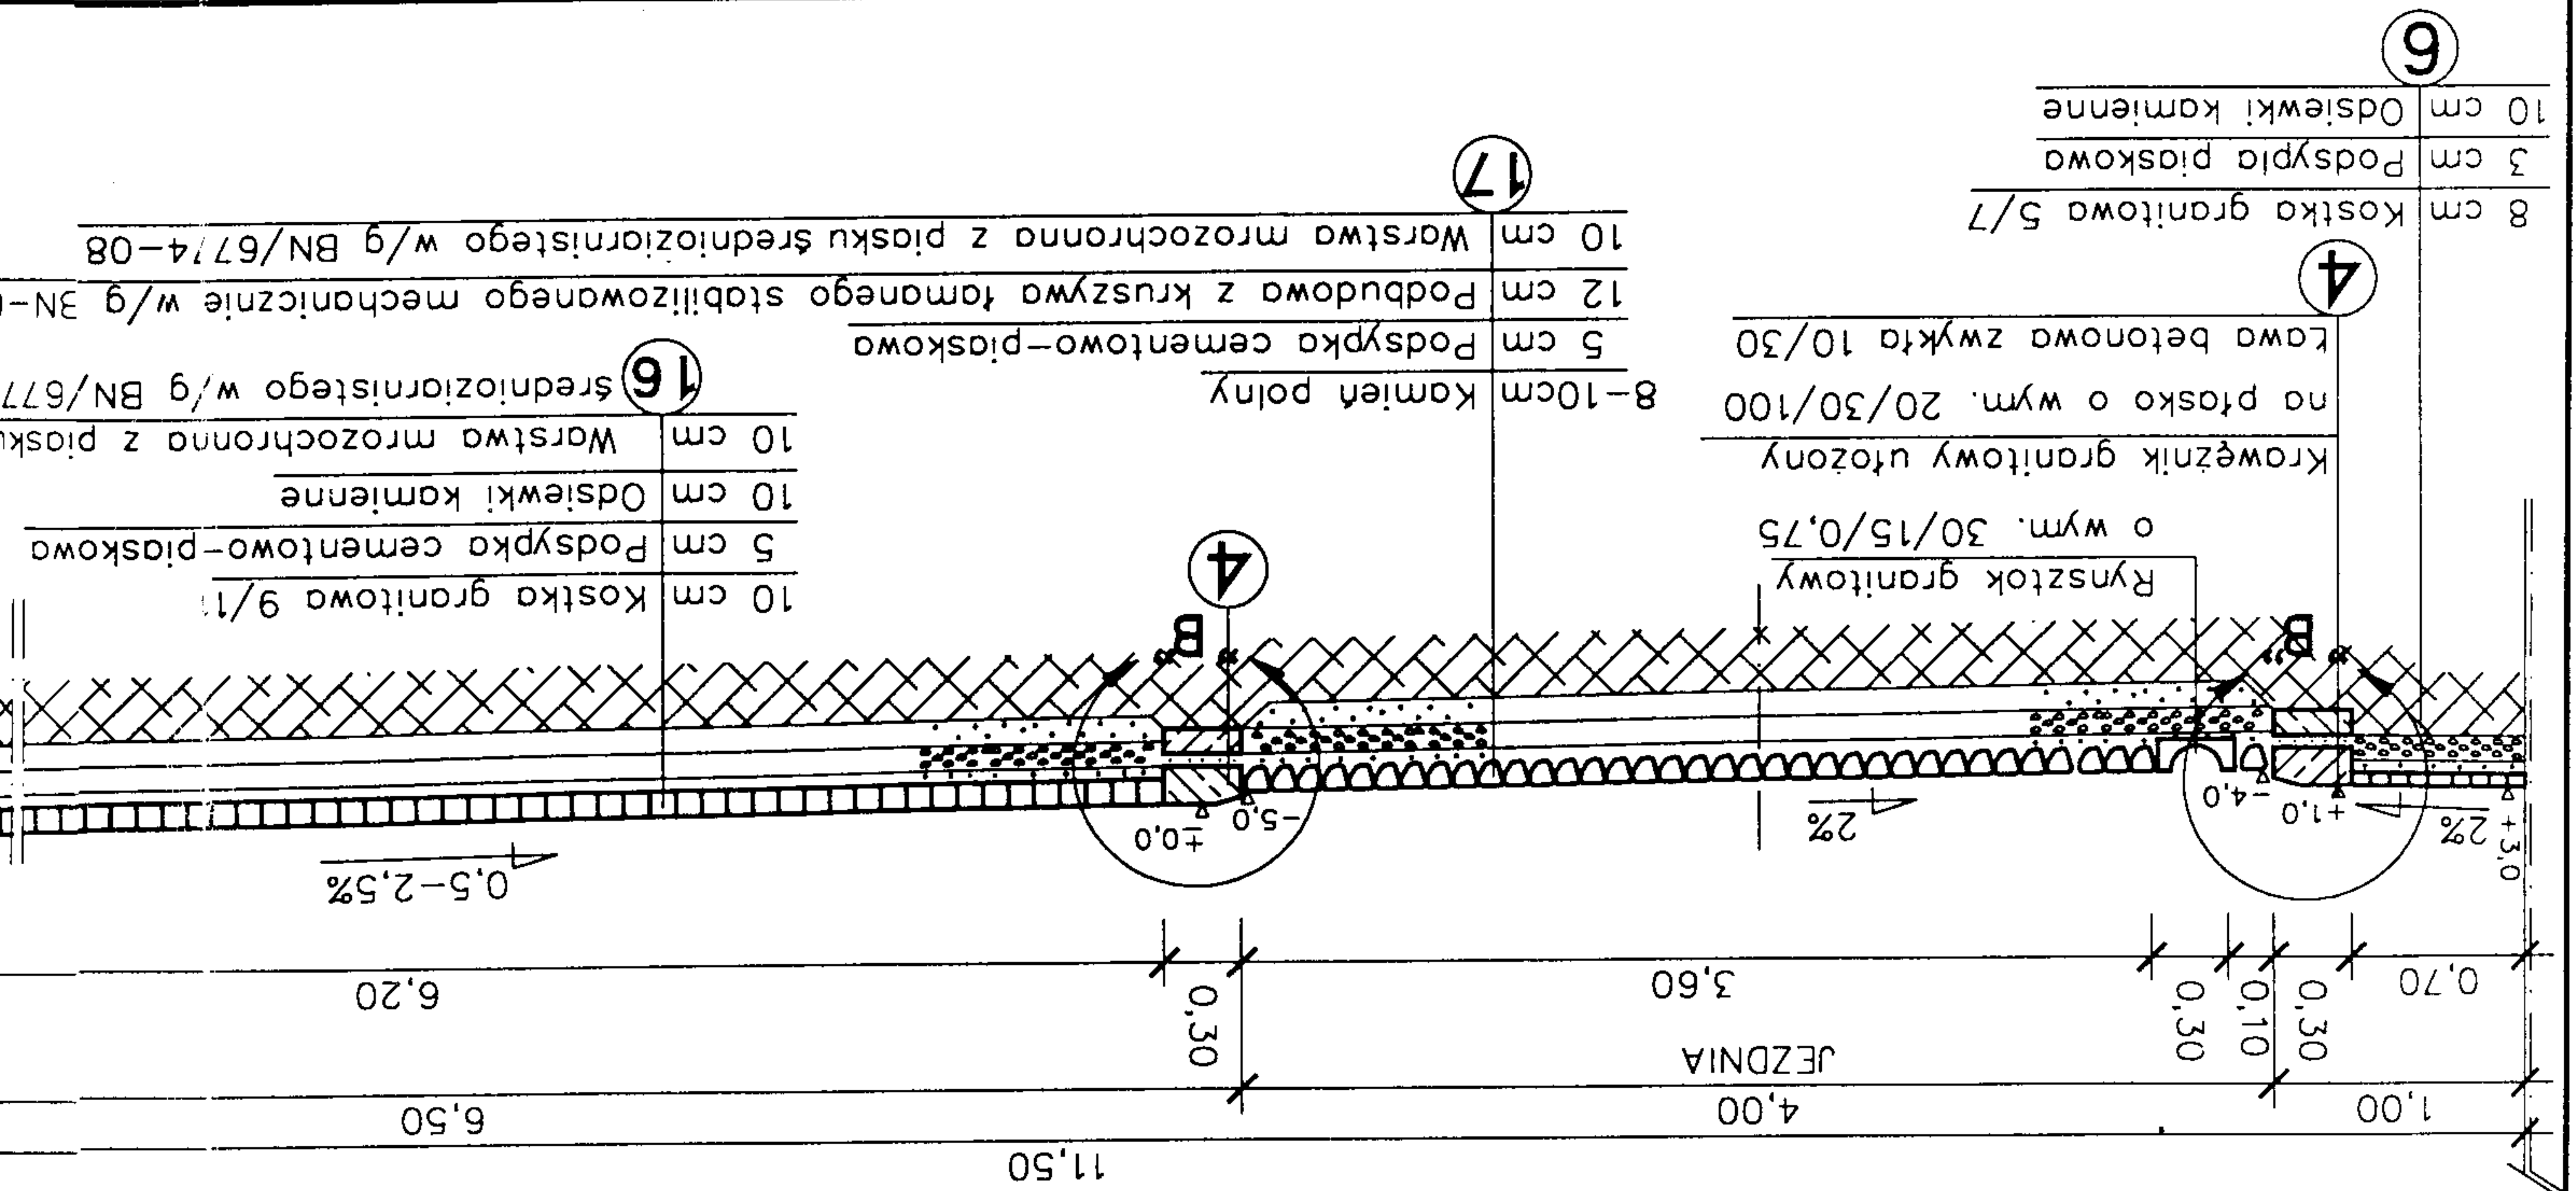 11,50
1,00 4,00 6,50
JEZDNIA
0,70 0,30 0,10 0,30 3,60 0,30 6,20
+3,0 2% +1,0 -4,0 2% -5,0 ±0,0 0,5-2,5%
„B”
„B”
Rynsztok granitowy
o wym. 30/15/0,75
4
Krawężnik granitowy ułożony
na płasko o wym. 20/30/100
Ława betonowa zwykła 10/30
4
8 cm Kostka granitowa 5/7
3 cm Podsypla piaskowa
10 cm Odsiewki kamienne
6
8-10cm Kamień polny
5 cm Podsypka cementowo-piaskowa
12 cm Podbudowa z kruszywa łamanego stabilizowanego mechanicznie w/g
10 cm Warstwa mrozochronna z piasku średnioziarnistego w/g BN/6774-08
17
10 cm Kostka granitowa
5 cm Podsypka cementowo-piaskowa
10 cm Odsiewki kamienne
10 cm Warstwa mrozochronna z
średnioziarnistego w/g BN/677
16